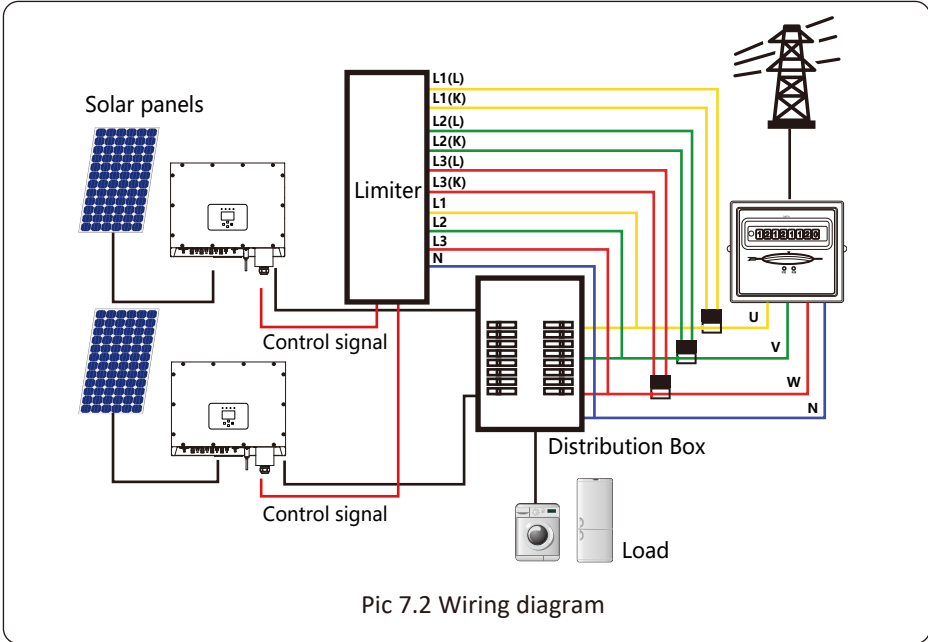 Solar panels
Limiter
L1(L)
L1(K)
L2(L)
L2(K)
L3(L)
L3(K)
L1
L2
L3
N
12121120
U
V
W
N
Control signal
Distribution Box
Control signal
Load
Pic 7.2 Wiring diagram